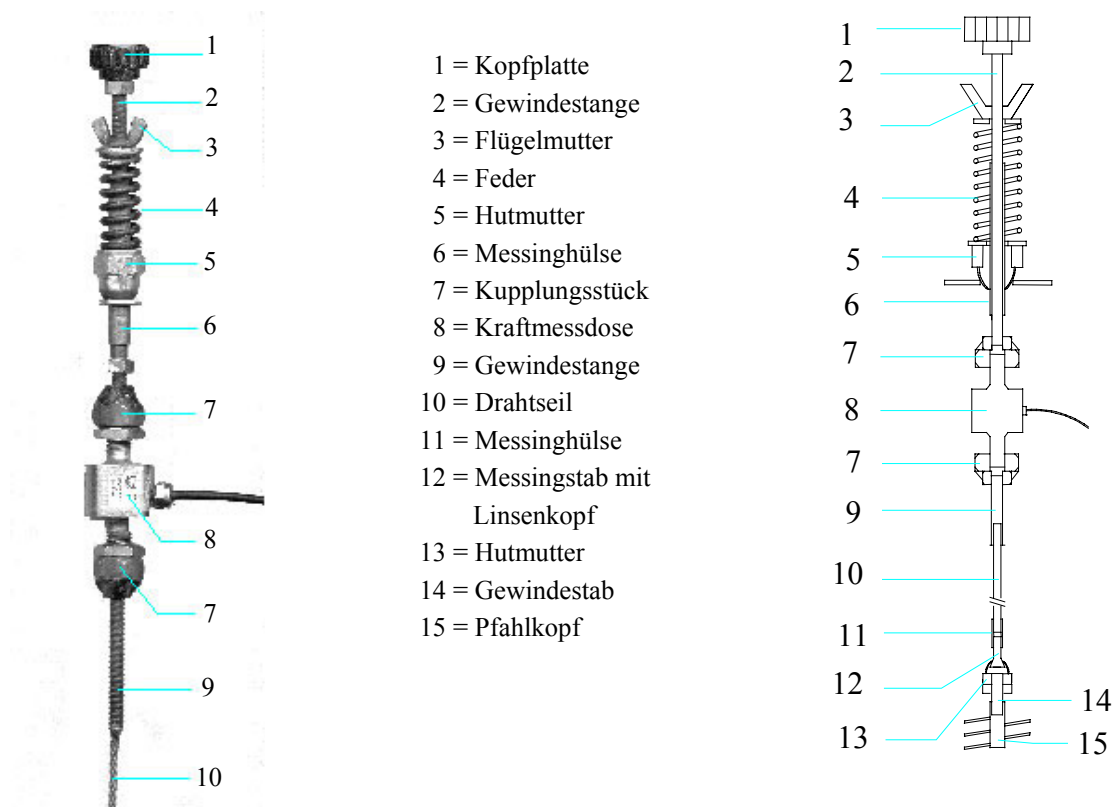 1
2
3
4
5
6
7
8
7
9
10
1 = Kopfplatte
2 = Gewindestange
3 = Flügelmutter
4 = Feder
5 = Hutmutter
6 = Messinghülse
7 = Kupplungsstück
8 = Kraftmessdose
9 = Gewindestange
10 = Drahtseil
11 = Messinghülse
12 = Messingstab mit
Linsenkopf
13 = Hutmutter
14 = Gewindestab
15 = Pfahlkopf
1
2
3
4
5
6
7
8
7
9
10
11
12
14
13
15